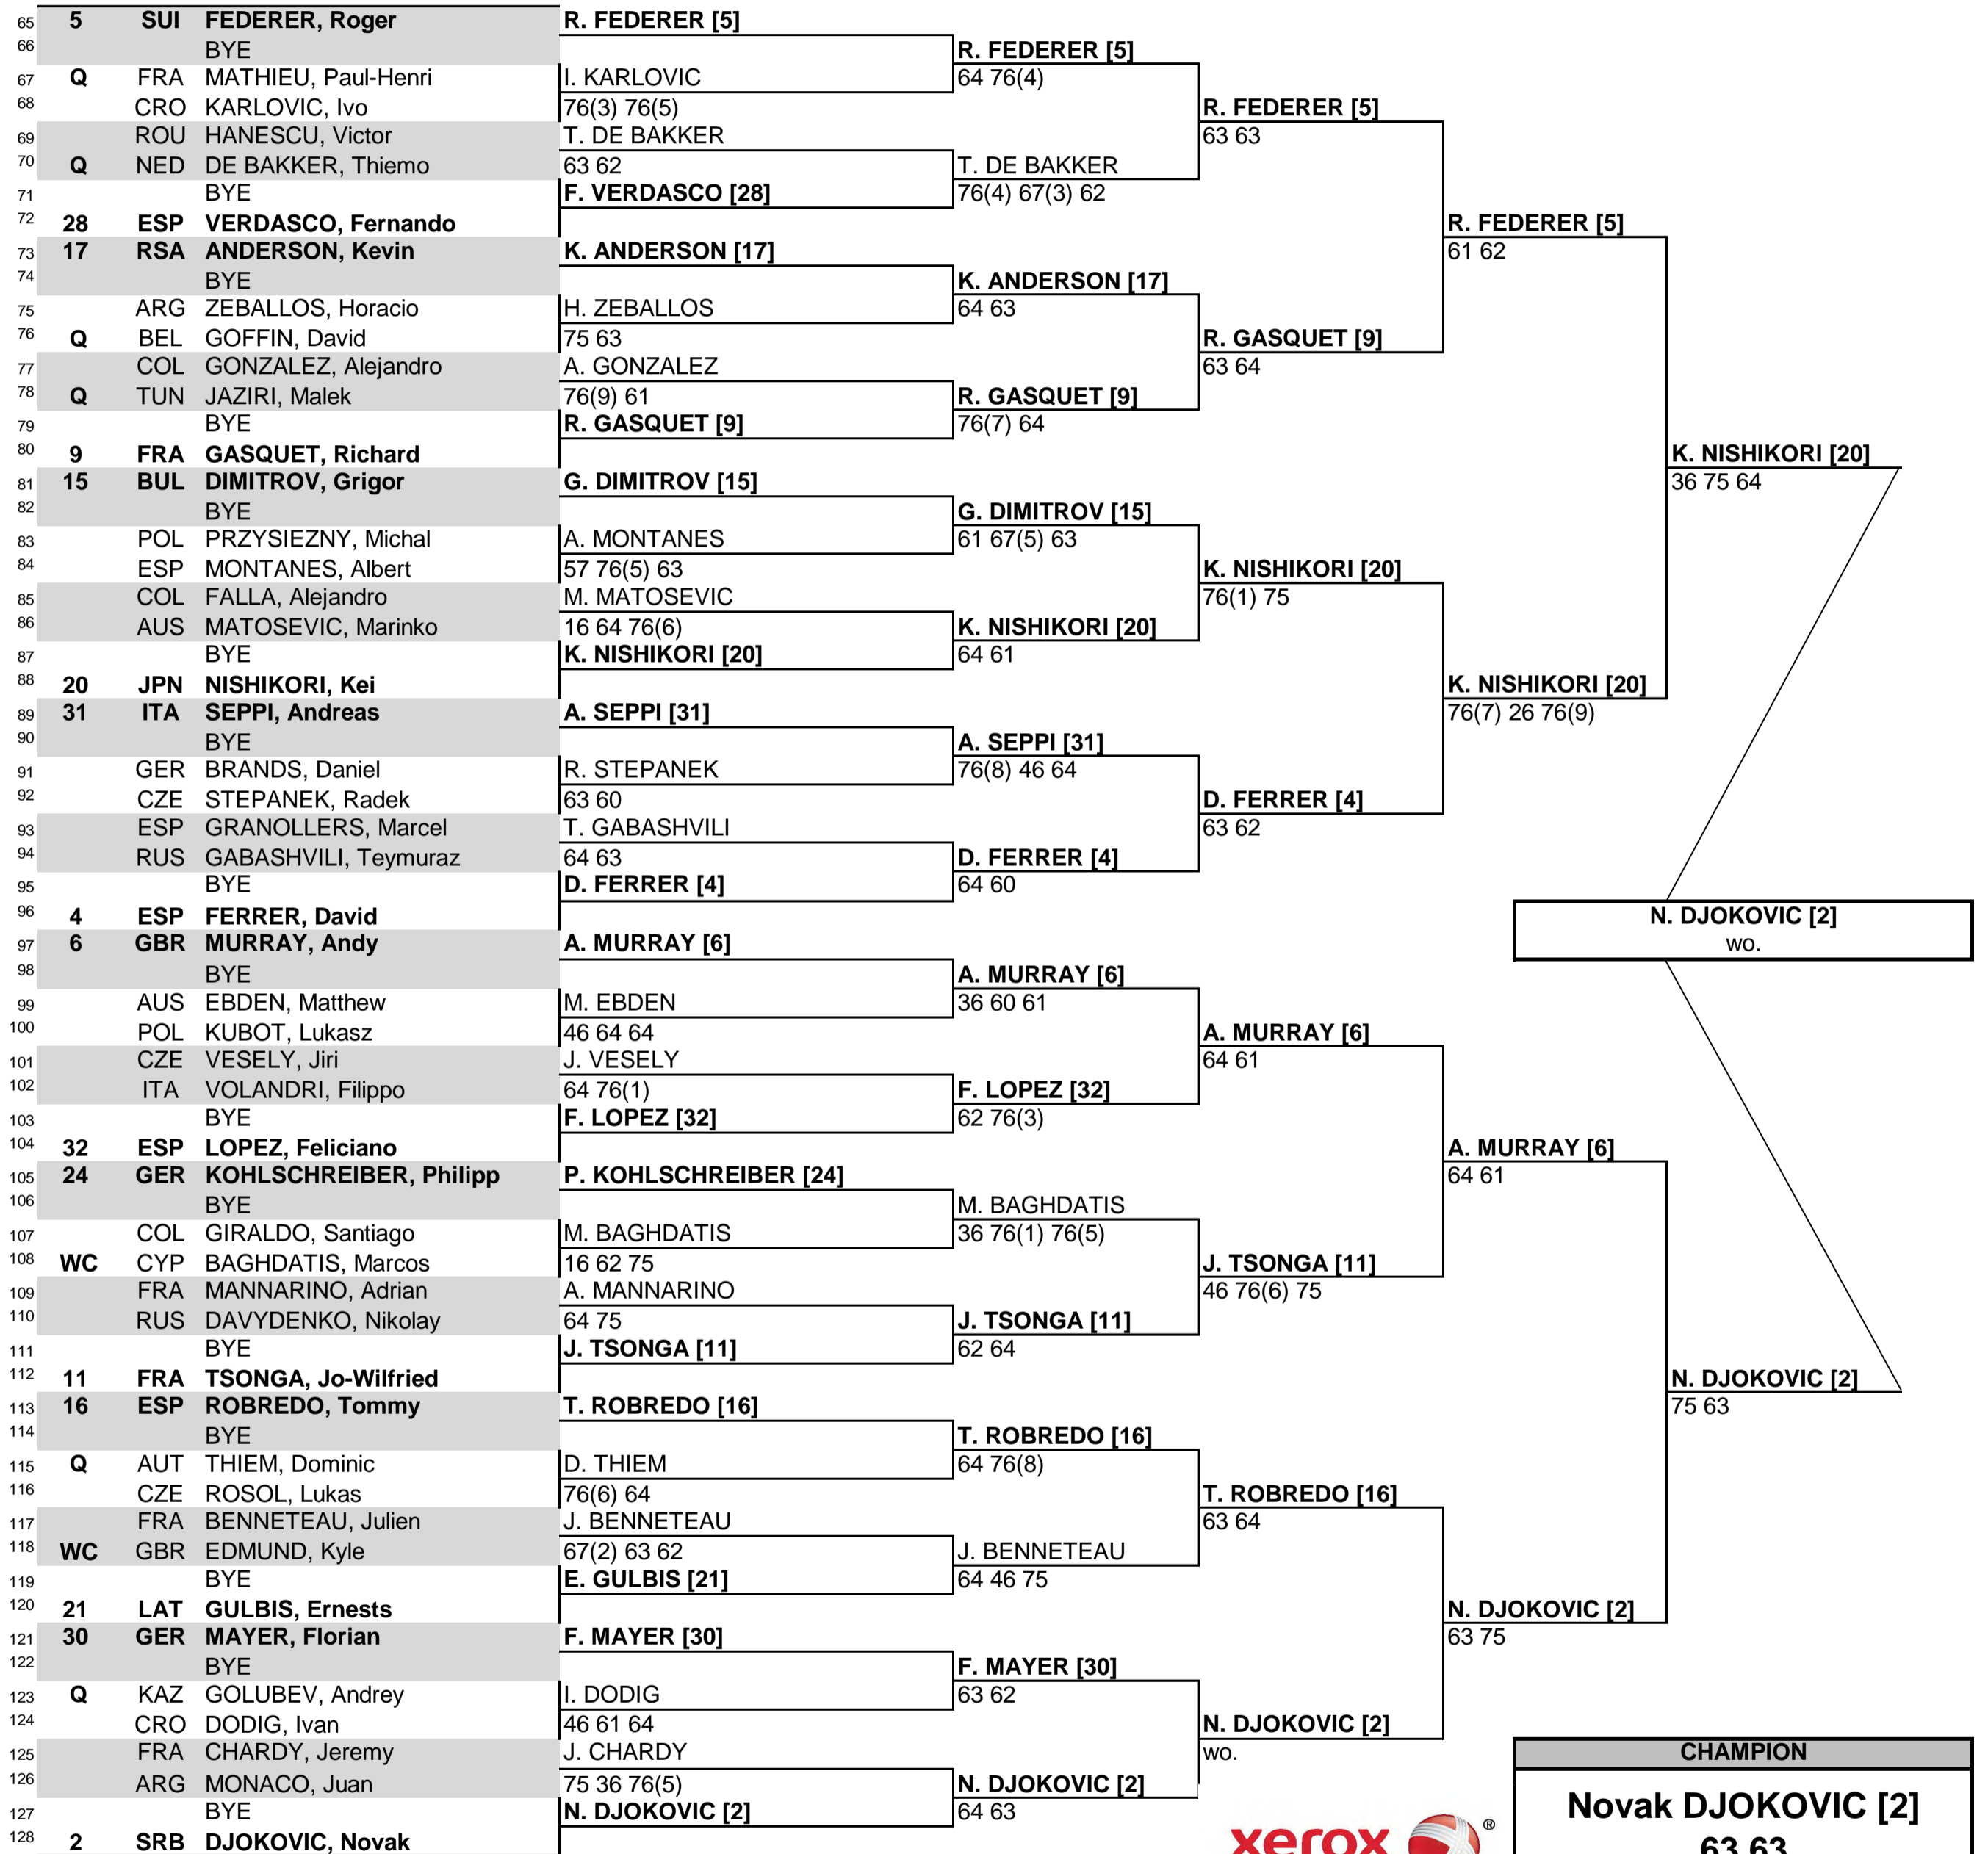 65 5 SUI FEDERER, Roger R. FEDERER [5]
66 BYE R. FEDERER [5]
67 Q FRA MATHIEU, Paul-Henri I. KARLOVIC 64 76(4)
68 CRO KARLOVIC, Ivo 76(3) 76(5) R. FEDERER [5]
69 ROU HANESCU, Victor T. DE BAKKER 63 63
70 Q NED DE BAKKER, Thiemo 63 62 T. DE BAKKER
71 BYE F. VERDASCO [28] 76(4) 67(3) 62
72 28 ESP VERDASCO, Fernando R. FEDERER [5]
73 17 RSA ANDERSON, Kevin K. ANDERSON [17] 61 62
74 BYE K. ANDERSON [17]
75 ARG ZEBALLOS, Horacio H. ZEBALLOS 64 63
76 Q BEL GOFFIN, David 75 63 R. GASQUET [9]
77 COL GONZALEZ, Alejandro A. GONZALEZ 63 64
78 Q TUN JAZIRI, Malek 76(9) 61 R. GASQUET [9]
79 BYE R. GASQUET [9] 76(7) 64
80 9 FRA GASQUET, Richard K. NISHIKORI [20]
81 15 BUL DIMITROV, Grigor G. DIMITROV [15] 36 75 64
82 BYE G. DIMITROV [15]
83 POL PRZYSIEZNY, Michal A. MONTANES 61 67(5) 63
84 ESP MONTANES, Albert 57 76(5) 63 K. NISHIKORI [20]
85 COL FALLA, Alejandro M. MATOSEVIC 76(1) 75
86 AUS MATOSEVIC, Marinko 16 64 76(6) K. NISHIKORI [20]
87 BYE K. NISHIKORI [20] 64 61
88 20 JPN NISHIKORI, Kei K. NISHIKORI [20]
89 31 ITA SEPPI, Andreas A. SEPPI [31] 76(7) 26 76(9)
90 BYE A. SEPPI [31]
91 GER BRANDS, Daniel R. STEPANEK 76(8) 46 64
92 CZE STEPANEK, Radek 63 60 D. FERRER [4]
93 ESP GRANOLLERS, Marcel T. GABASHVILI 63 62
94 RUS GABASHVILI, Teymuraz 64 63 D. FERRER [4]
95 BYE D. FERRER [4] 64 60
96 4 ESP FERRER, David N. DJOKOVIC [2]
97 6 GBR MURRAY, Andy A. MURRAY [6] wo.
98 BYE A. MURRAY [6]
99 AUS EBDEN, Matthew M. EBDEN 36 60 61
100 POL KUBOT, Lukasz 46 64 64 A. MURRAY [6]
101 CZE VESELY, Jiri J. VESELY 64 61
102 ITA VOLANDRI, Filippo 64 76(1) F. LOPEZ [32]
103 BYE F. LOPEZ [32] 62 76(3)
104 32 ESP LOPEZ, Feliciano A. MURRAY [6]
105 24 GER KOHLSCHREIBER, Philipp P. KOHLSCHREIBER [24] 64 61
106 BYE M. BAGHDATIS
107 COL GIRALDO, Santiago M. BAGHDATIS 36 76(1) 76(5)
108 WC CYP BAGHDATIS, Marcos 16 62 75 J. TSONGA [11]
109 FRA MANNARINO, Adrian A. MANNARINO 46 76(6) 75
110 RUS DAVYDENKO, Nikolay 64 75 J. TSONGA [11]
111 BYE J. TSONGA [11] 62 64
112 11 FRA TSONGA, Jo-Wilfried N. DJOKOVIC [2]
113 16 ESP ROBREDO, Tommy T. ROBREDO [16] 75 63
114 BYE T. ROBREDO [16]
115 Q AUT THIEM, Dominic D. THIEM 64 76(8)
116 CZE ROSOL, Lukas 76(6) 64 T. ROBREDO [16]
117 FRA BENNETEAU, Julien J. BENNETEAU 63 64
118 WC GBR EDMUND, Kyle 67(2) 63 62 J. BENNETEAU
119 BYE E. GULBIS [21] 64 46 75
120 21 LAT GULBIS, Ernests N. DJOKOVIC [2]
121 30 GER MAYER, Florian F. MAYER [30] 63 75
122 BYE F. MAYER [30]
123 Q KAZ GOLUBEV, Andrey I. DODIG 63 62
124 CRO DODIG, Ivan 46 61 64 N. DJOKOVIC [2]
125 FRA CHARDY, Jeremy J. CHARDY wo. CHAMPION
126 ARG MONACO, Juan 75 36 76(5) N. DJOKOVIC [2]
127 BYE N. DJOKOVIC [2] 64 63 Novak DJOKOVIC [2]
128 2 SRB DJOKOVIC, Novak xerox ® 63 63